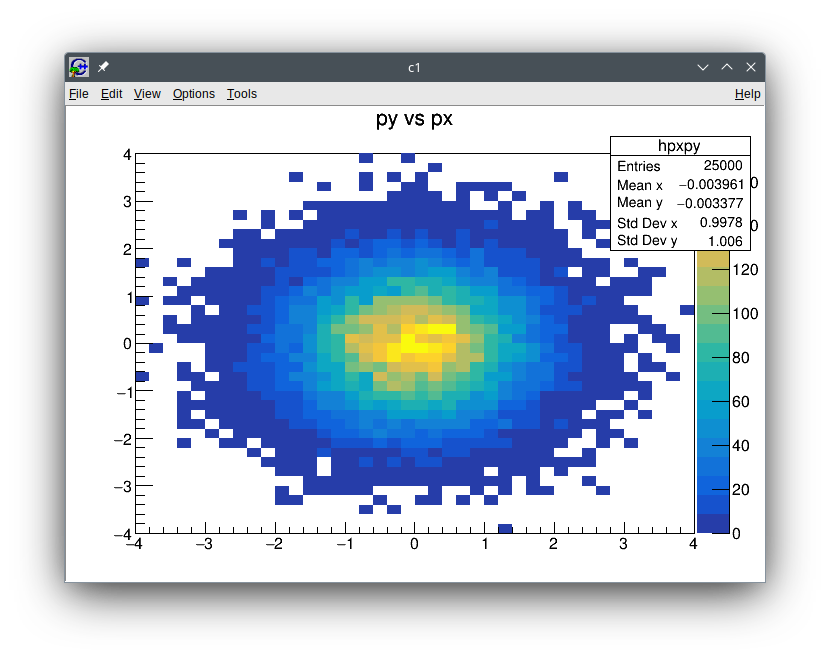 c1
File Edit View Options Tools Help
py vs px
hpxpy
Entries 25000
Mean x −0.003961
Mean y −0.003377
Std Dev x 0.9978
Std Dev y 1.006
4
3
2
1
0
−1
−2
−3
−4
−4 −3 −2 −1 0 1 2 3 4
0
0
120
100
80
60
40
20
0